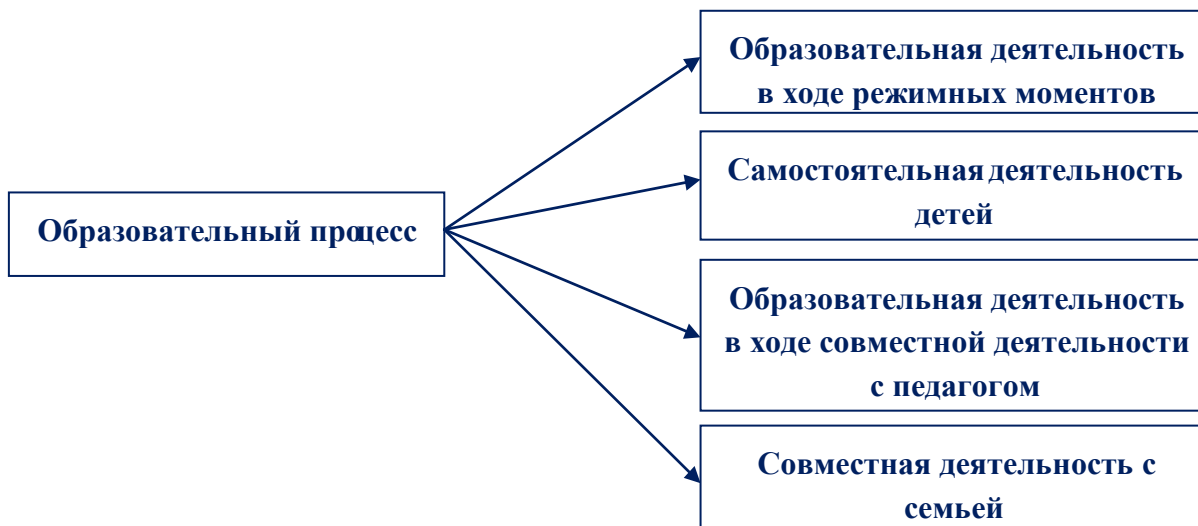 Образовательная деятельность
в ходе режимных моментов
Самостоятельная деятельность
детей
Образовательный процесс
Образовательная деятельность
в ходе совместной деятельности
с педагогом
Совместная деятельность с
семьей